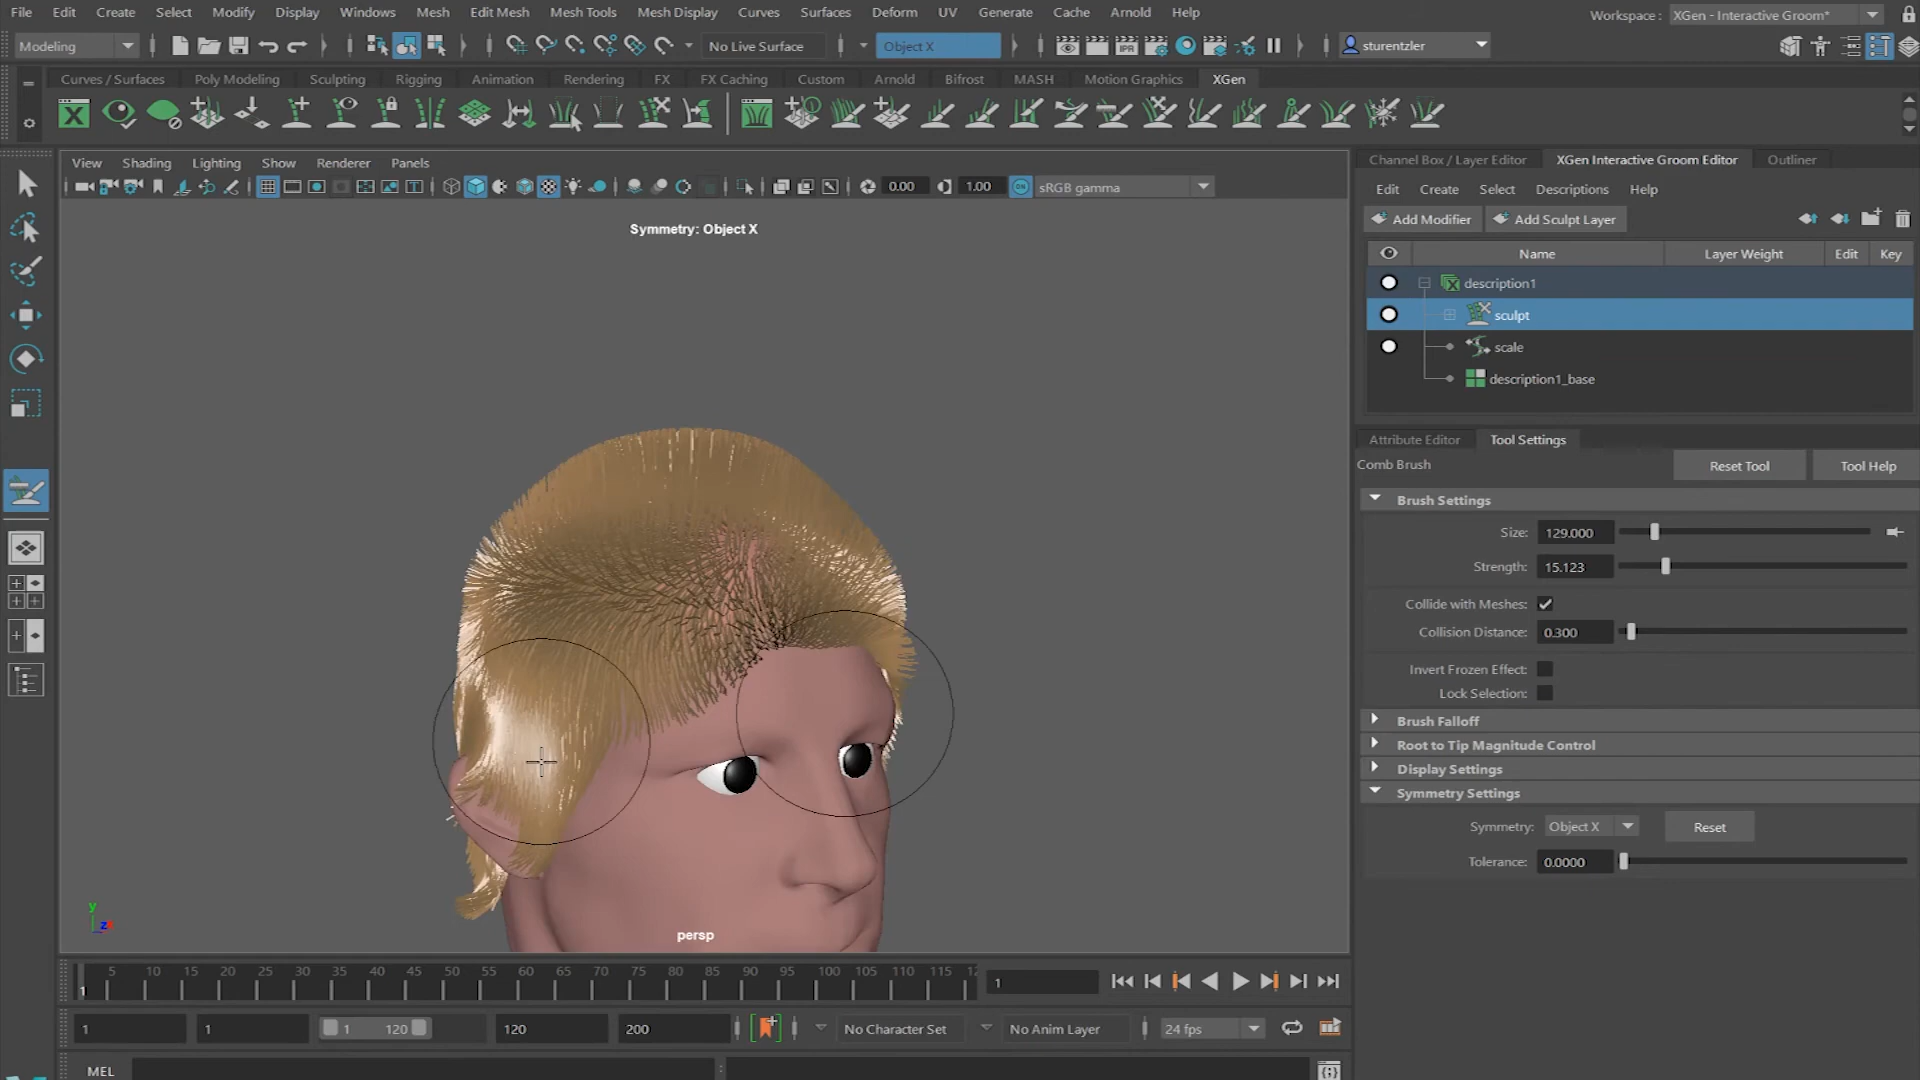 File Edit Create Select Modify Display Windows Mesh Edit Mesh Mesh Tools Mesh Display Curves Surfaces Deform UV Generate Cache Arnold Help
Workspace : XGen - Interactive Groom*
Modeling No Live Surface Object X IPR sturentzler
Curves / Surfaces Poly Modeling Sculpting Rigging Animation Rendering FX FX Caching Custom Arnold Bifrost MASH Motion Graphics XGen
View Shading Lighting Show Renderer Panels
0.00 1.00 ON sRGB gamma
Symmetry: Object X
persp
y
z
Channel Box / Layer Editor XGen Interactive Groom Editor Outliner
Edit Create Select Descriptions Help
Add Modifier Add Sculpt Layer
Name Layer Weight Edit Key
description1
sculpt
scale
description1_base
Attribute Editor Tool Settings
Comb Brush Reset Tool Tool Help
Brush Settings
Size: 129.000
Strength: 15.123
Collide with Meshes:
Collision Distance: 0.300
Invert Frozen Effect:
Lock Selection:
Brush Falloff
Root to Tip Magnitude Control
Display Settings
Symmetry Settings
Symmetry: Object X Reset
Tolerance: 0.0000
5 10 15 20 25 30 35 40 45 50 55 60 65 70 75 80 85 90 95 100 105 110 115 12
1
1
1 1 1 120 120 200 No Character Set No Anim Layer 24 fps
MEL